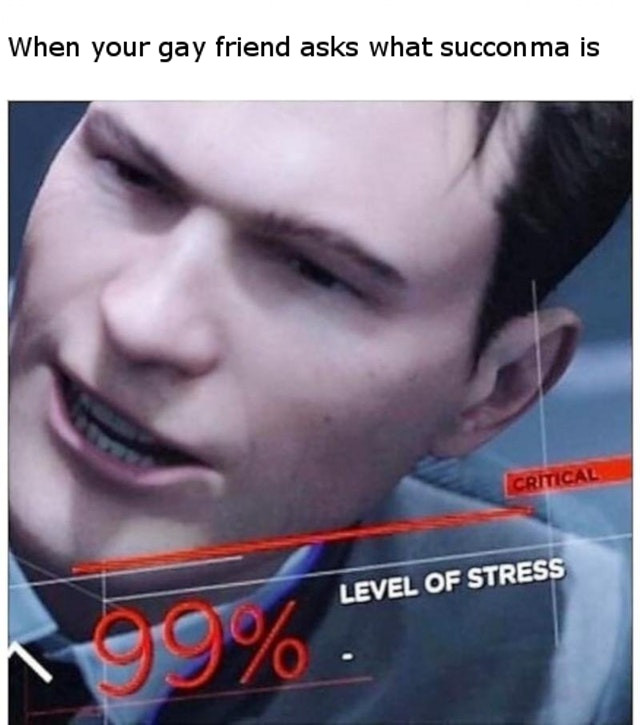 When your gay friend asks what succonma is
CRITICAL
LEVEL OF STRESS
99%